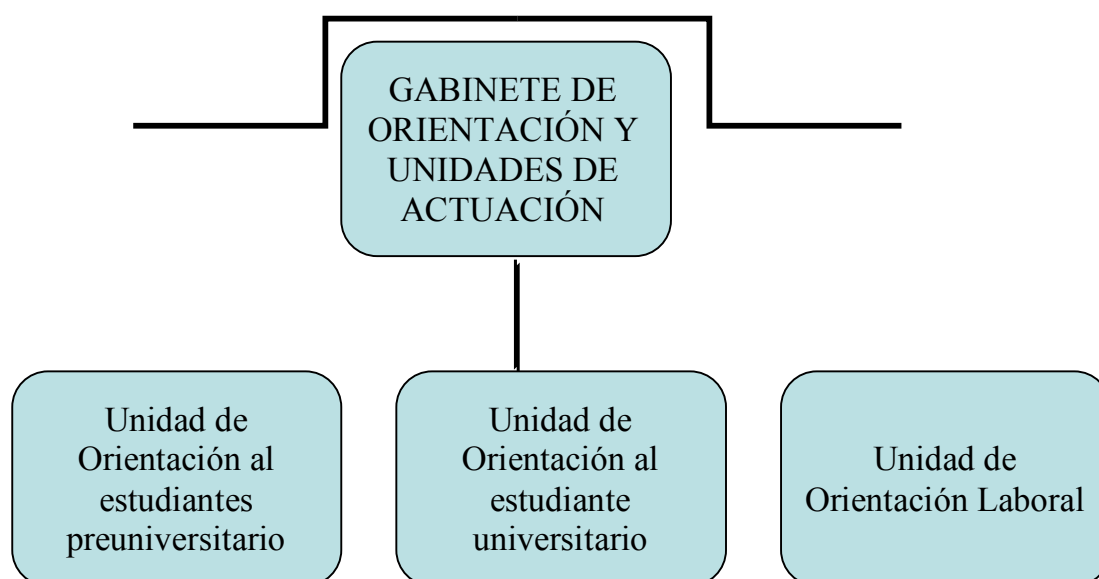 GABINETE DE
ORIENTACIÓN Y
UNIDADES DE
ACTUACIÓN
Unidad de
Orientación al
estudiantes
preuniversitario
Unidad de
Orientación al
estudiante
universitario
Unidad de
Orientación Laboral